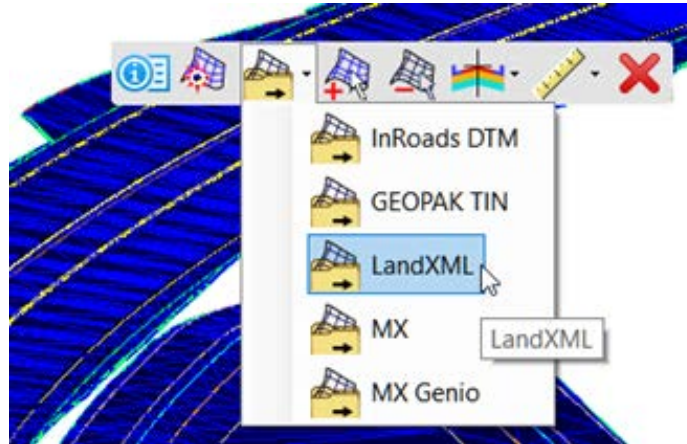 InRoads DTM
GEOPAK TIN
LandXML
MX
LandXML
MX Genio